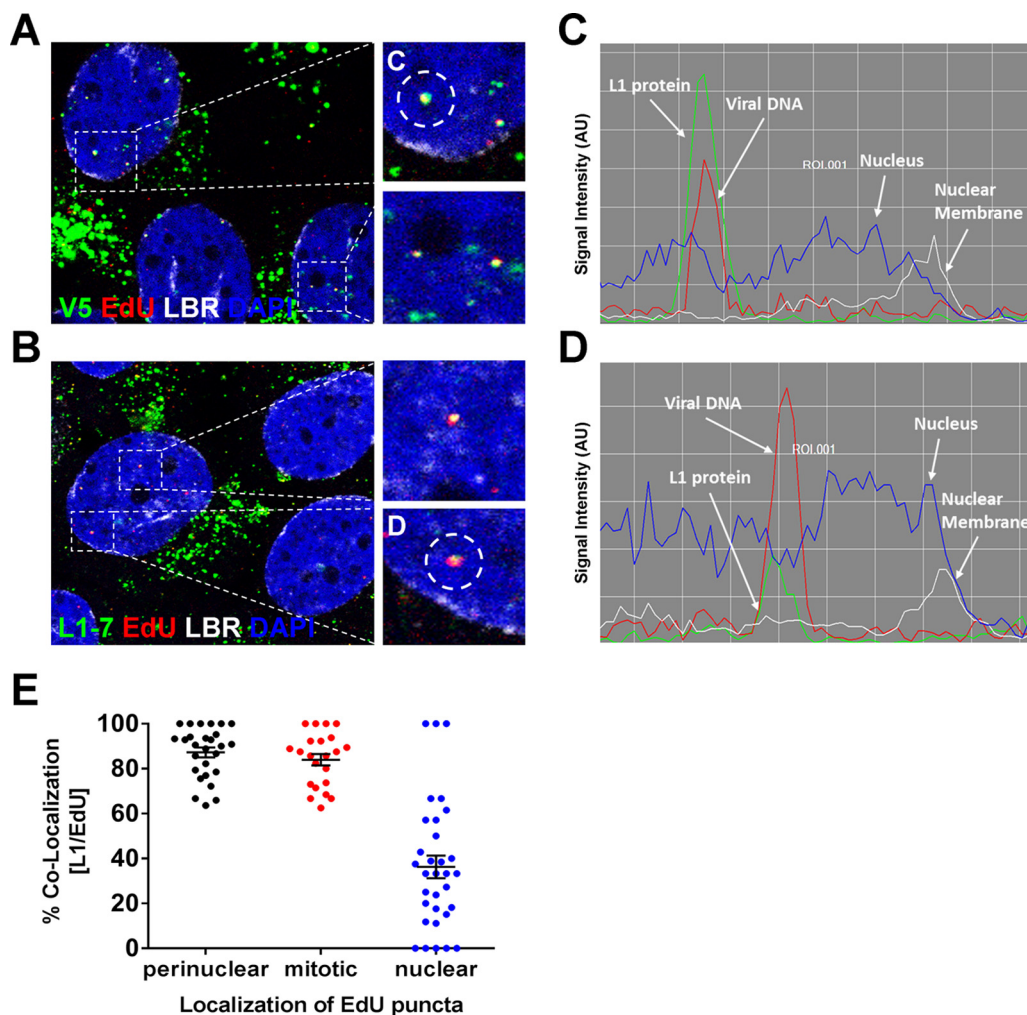 A
C
V5 EdU LBR DAPI
B
D
L1-7 EdU LBR DAPI
C
Signal Intensity (AU)
L1 protein
Viral DNA
ROI.001
Nucleus
Nuclear
Membrane
D
Signal Intensity (AU)
Viral DNA
ROI.001
L1 protein
Nucleus
Nuclear
Membrane
E
% Co-Localization
[L1/EdU]
100
80
60
40
20
0
perinuclear mitotic nuclear
Localization of EdU puncta